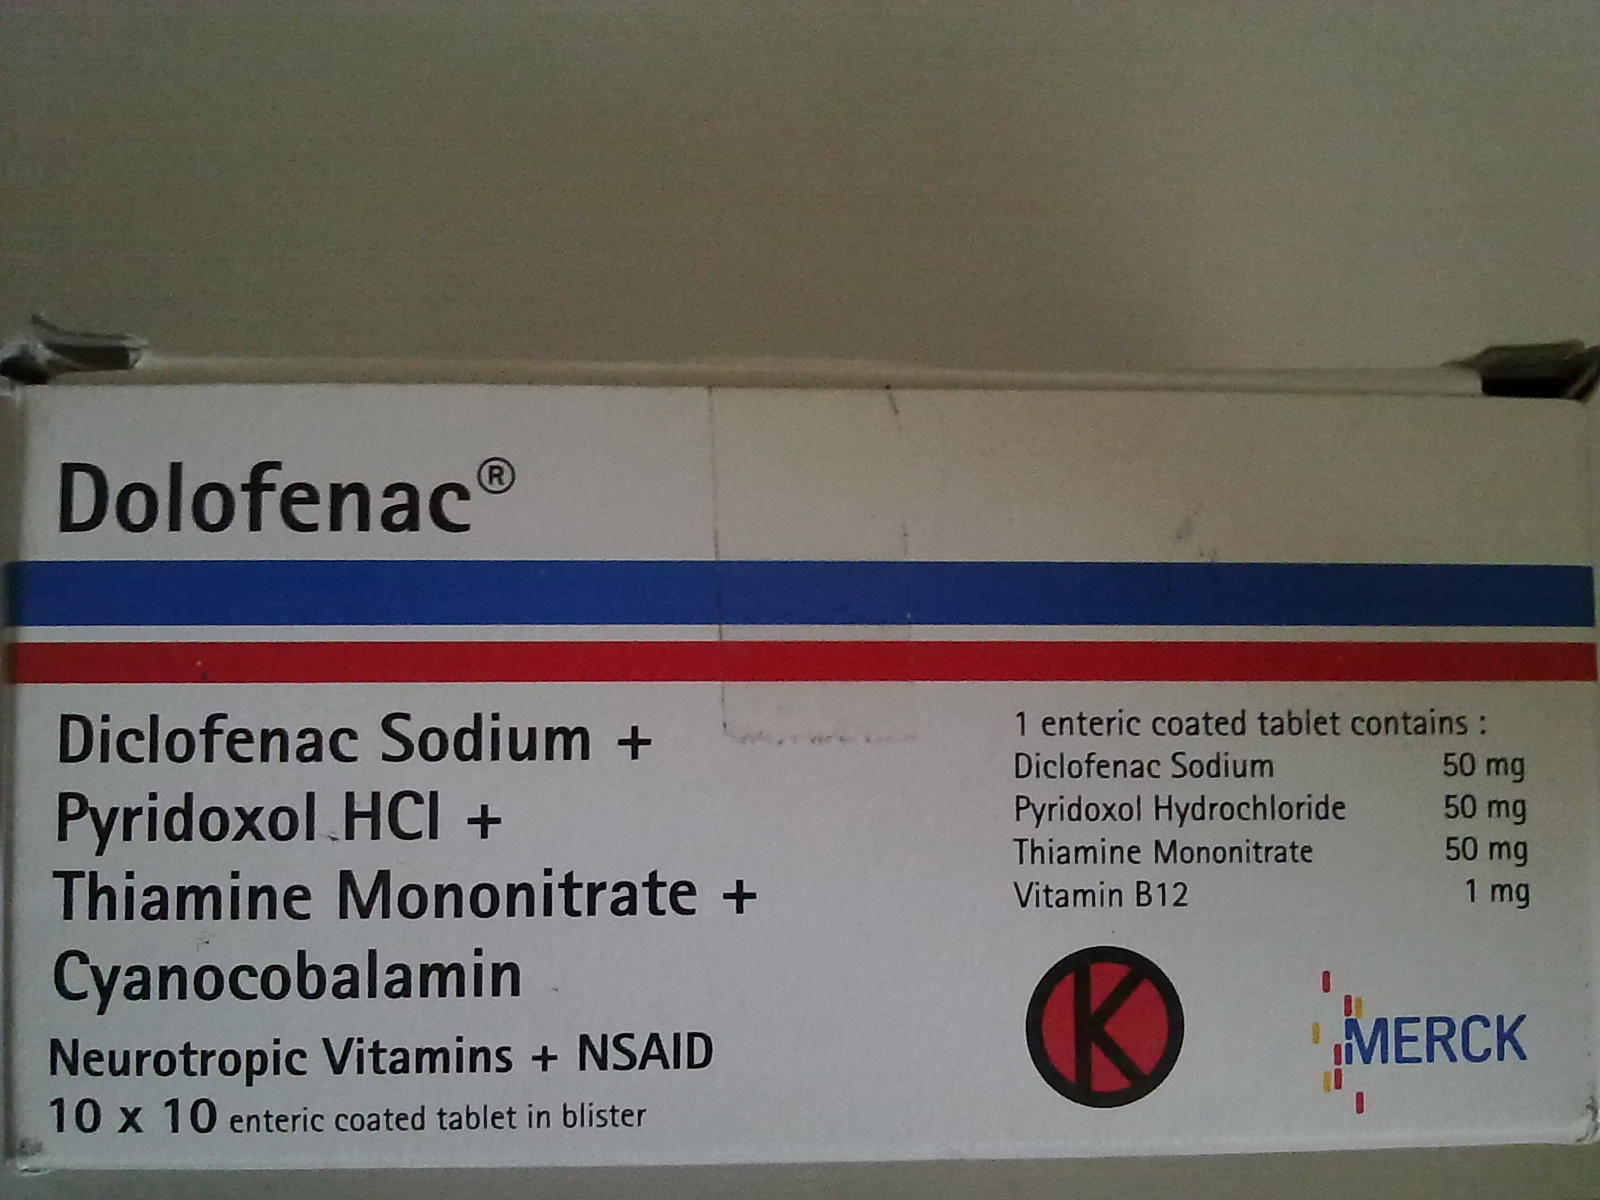 Dolofenac®
Diclofenac Sodium +
Pyridoxol HCl +
Thiamine Mononitrate +
Cyanocobalamin
Neurotropic Vitamins + NSAID
10 x 10 enteric coated tablet in blister
1 enteric coated tablet contains :
Diclofenac Sodium 50 mg
Pyridoxol Hydrochloride 50 mg
Thiamine Mononitrate 50 mg
Vitamin B12 1 mg
K
MERCK